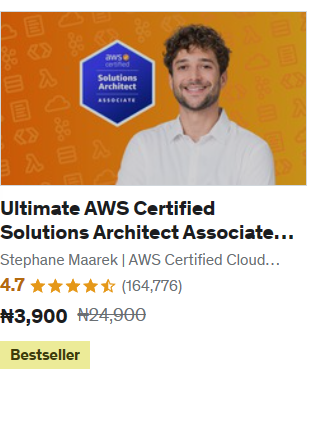 aws
certified
Solutions
Architect
ASSOCIATE
Ultimate AWS Certified
Solutions Architect Associate...
Stephane Maarek | AWS Certified Cloud...
4.7 (164,776)
₦3,900 ₦24,900
Bestseller